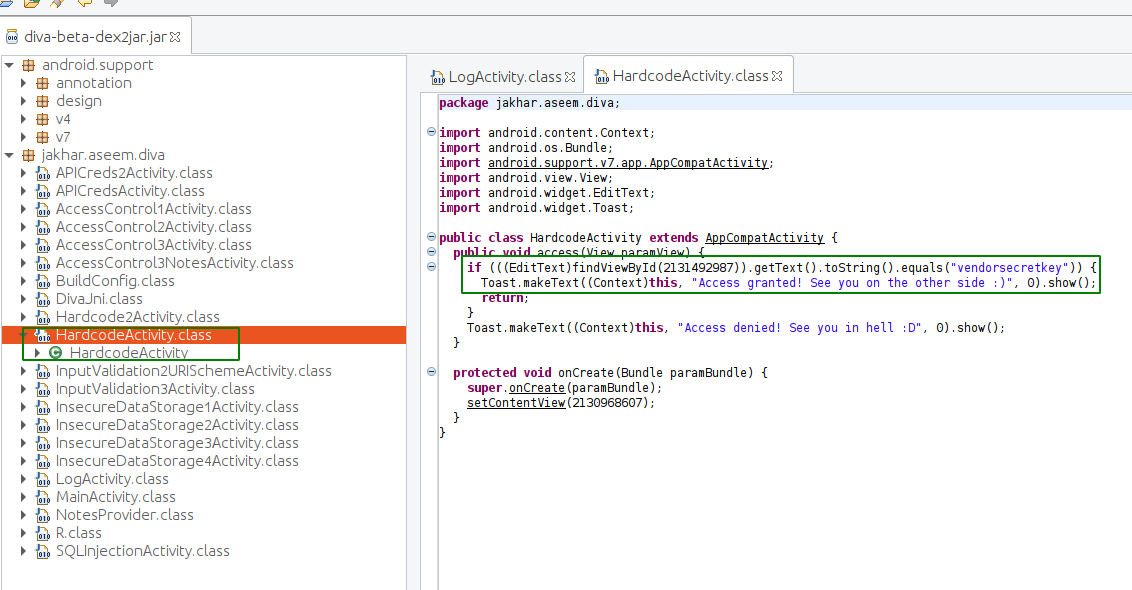 diva-beta-dex2jar.jar
android.support
annotation
design
v4
v7
jakhar.aseem.diva
APICreds2Activity.class
APICredsActivity.class
AccessControl1Activity.class
AccessControl2Activity.class
AccessControl3Activity.class
AccessControl3NotesActivity.class
BuildConfig.class
DivaJni.class
Hardcode2Activity.class
HardcodeActivity.class
HardcodeActivity
InputValidation2URISchemeActivity.class
InputValidation3Activity.class
InsecureDataStorage1Activity.class
InsecureDataStorage2Activity.class
InsecureDataStorage3Activity.class
InsecureDataStorage4Activity.class
LogActivity.class
MainActivity.class
NotesProvider.class
R.class
SQLInjectionActivity.class
LogActivity.class HardcodeActivity.class
package jakhar.aseem.diva;
import android.content.Context;
import android.os.Bundle;
import android.support.v7.app.AppCompatActivity;
import android.view.View;
import android.widget.EditText;
import android.widget.Toast;
public class HardcodeActivity extends AppCompatActivity {
public void access(View paramView) {
if (((EditText)findViewById(2131492987)).getText().toString().equals("vendorsecretkey")) {
Toast.makeText((Context)this, "Access granted! See you on the other side :)", 0).show();
return;
}
Toast.makeText((Context)this, "Access denied! See you in hell :D", 0).show();
}
protected void onCreate(Bundle paramBundle) {
super.onCreate(paramBundle);
setContentView(2130968607);
}
}